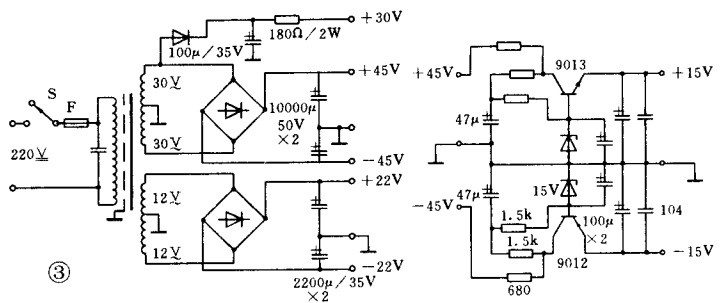 +30V
180Ω/2W
100μ/35V
+45V
30V
10000μ
50V
×2
30V
-45V
S
F
220V
+22V
12V
12V
-22V
2200μ/35V
×2
③
9013
+45V
+15V
47μ
47μ
15V
-45V
1.5k
100μ
×2
104
1.5k
9012
-15V
680